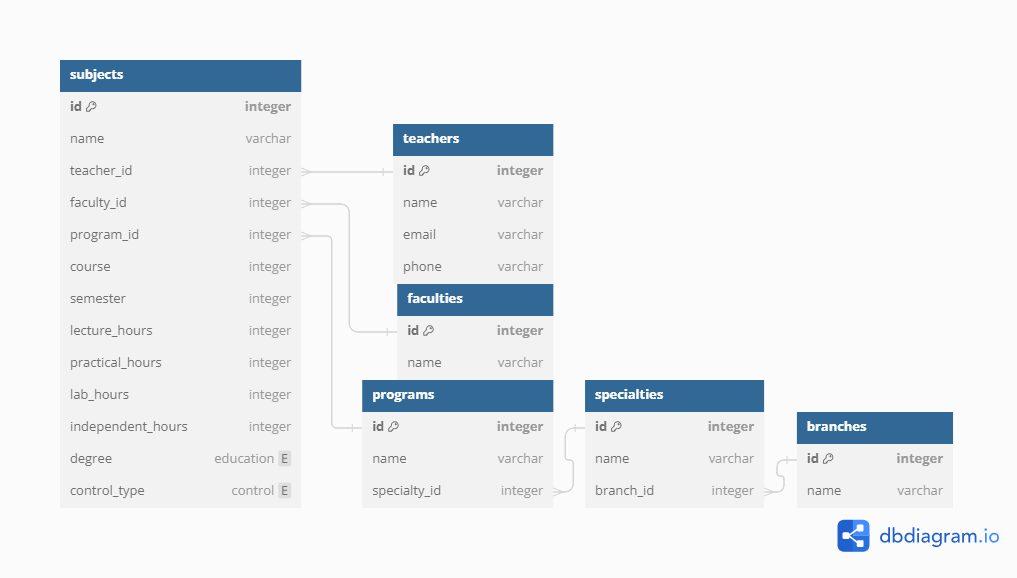 subjects
id integer
name varchar
teacher_id integer
faculty_id integer
program_id integer
course integer
semester integer
lecture_hours integer
practical_hours integer
lab_hours integer
independent_hours integer
degree education E
control_type control E
teachers
id integer
name varchar
email varchar
phone varchar
faculties
id integer
name varchar
programs
id integer
name varchar
specialty_id integer
specialties
id integer
name varchar
branch_id integer
branches
id integer
name varchar
dbdiagram.io